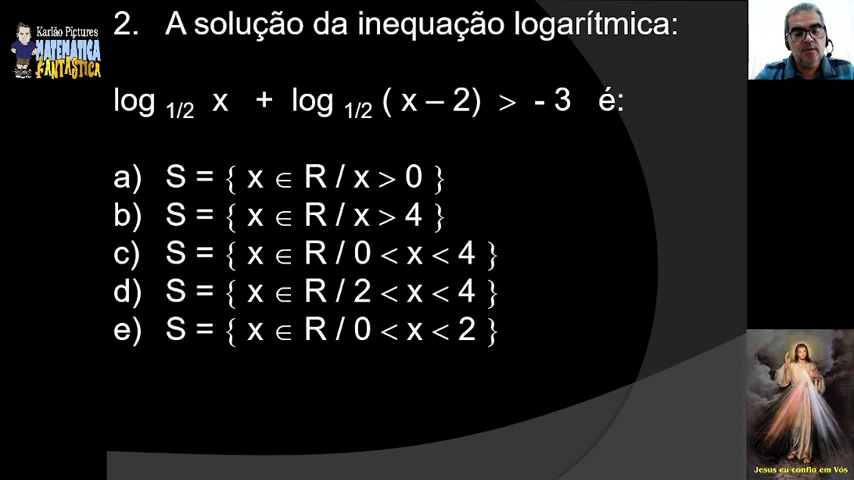 2. A solução da inequação logarítmica:
Karlão Pictures
MATEMÁTICA
FANTÁSTICA
log 1/2 x + log 1/2 ( x – 2) > - 3 é:
a) S = { x ∈ R / x > 0 }
b) S = { x ∈ R / x > 4 }
c) S = { x ∈ R / 0 < x < 4 }
d) S = { x ∈ R / 2 < x < 4 }
e) S = { x ∈ R / 0 < x < 2 }
Jesus eu confio em Vós